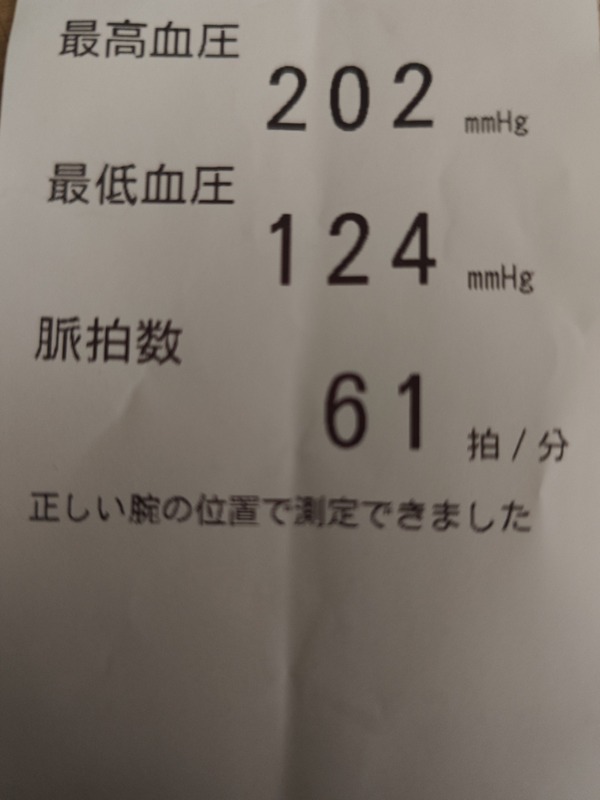 最高血圧
202 mmHg
最低血圧
124 mmHg
脈拍数
61 拍/分
正しい腕の位置で測定できました